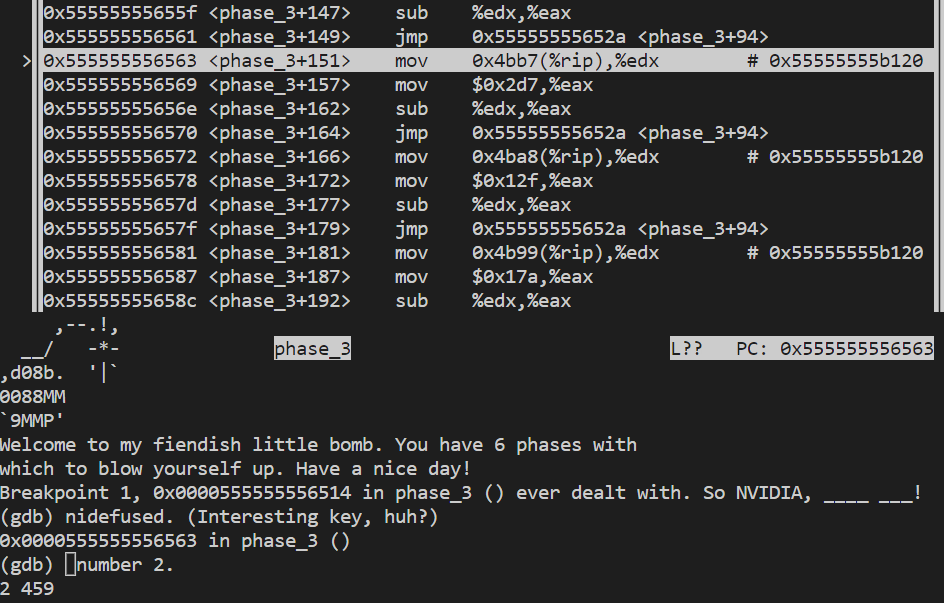 0x55555555655f <phase_3+147> sub %edx,%eax
0x555555556561 <phase_3+149> jmp 0x55555555652a <phase_3+94>
>0x555555556563 <phase_3+151> mov 0x4bb7(%rip),%edx # 0x55555555b120
0x555555556569 <phase_3+157> mov $0x2d7,%eax
0x55555555656e <phase_3+162> sub %edx,%eax
0x555555556570 <phase_3+164> jmp 0x55555555652a <phase_3+94>
0x555555556572 <phase_3+166> mov 0x4ba8(%rip),%edx # 0x55555555b120
0x555555556578 <phase_3+172> mov $0x12f,%eax
0x55555555657d <phase_3+177> sub %edx,%eax
0x55555555657f <phase_3+179> jmp 0x55555555652a <phase_3+94>
0x555555556581 <phase_3+181> mov 0x4b99(%rip),%edx # 0x55555555b120
0x555555556587 <phase_3+187> mov $0x17a,%eax
0x55555555658c <phase_3+192> sub %edx,%eax
,--.!,
__/ -*- phase_3 L?? PC: 0x555555556563
,d08b. '|`
0088MM
`9MMP'
Welcome to my fiendish little bomb. You have 6 phases with
which to blow yourself up. Have a nice day!
Breakpoint 1, 0x0000555555556514 in phase_3 () ever dealt with. So NVIDIA, ____ ___!
(gdb) nidefused. (Interesting key, huh?)
0x0000555555556563 in phase_3 ()
(gdb) number 2.
2 459